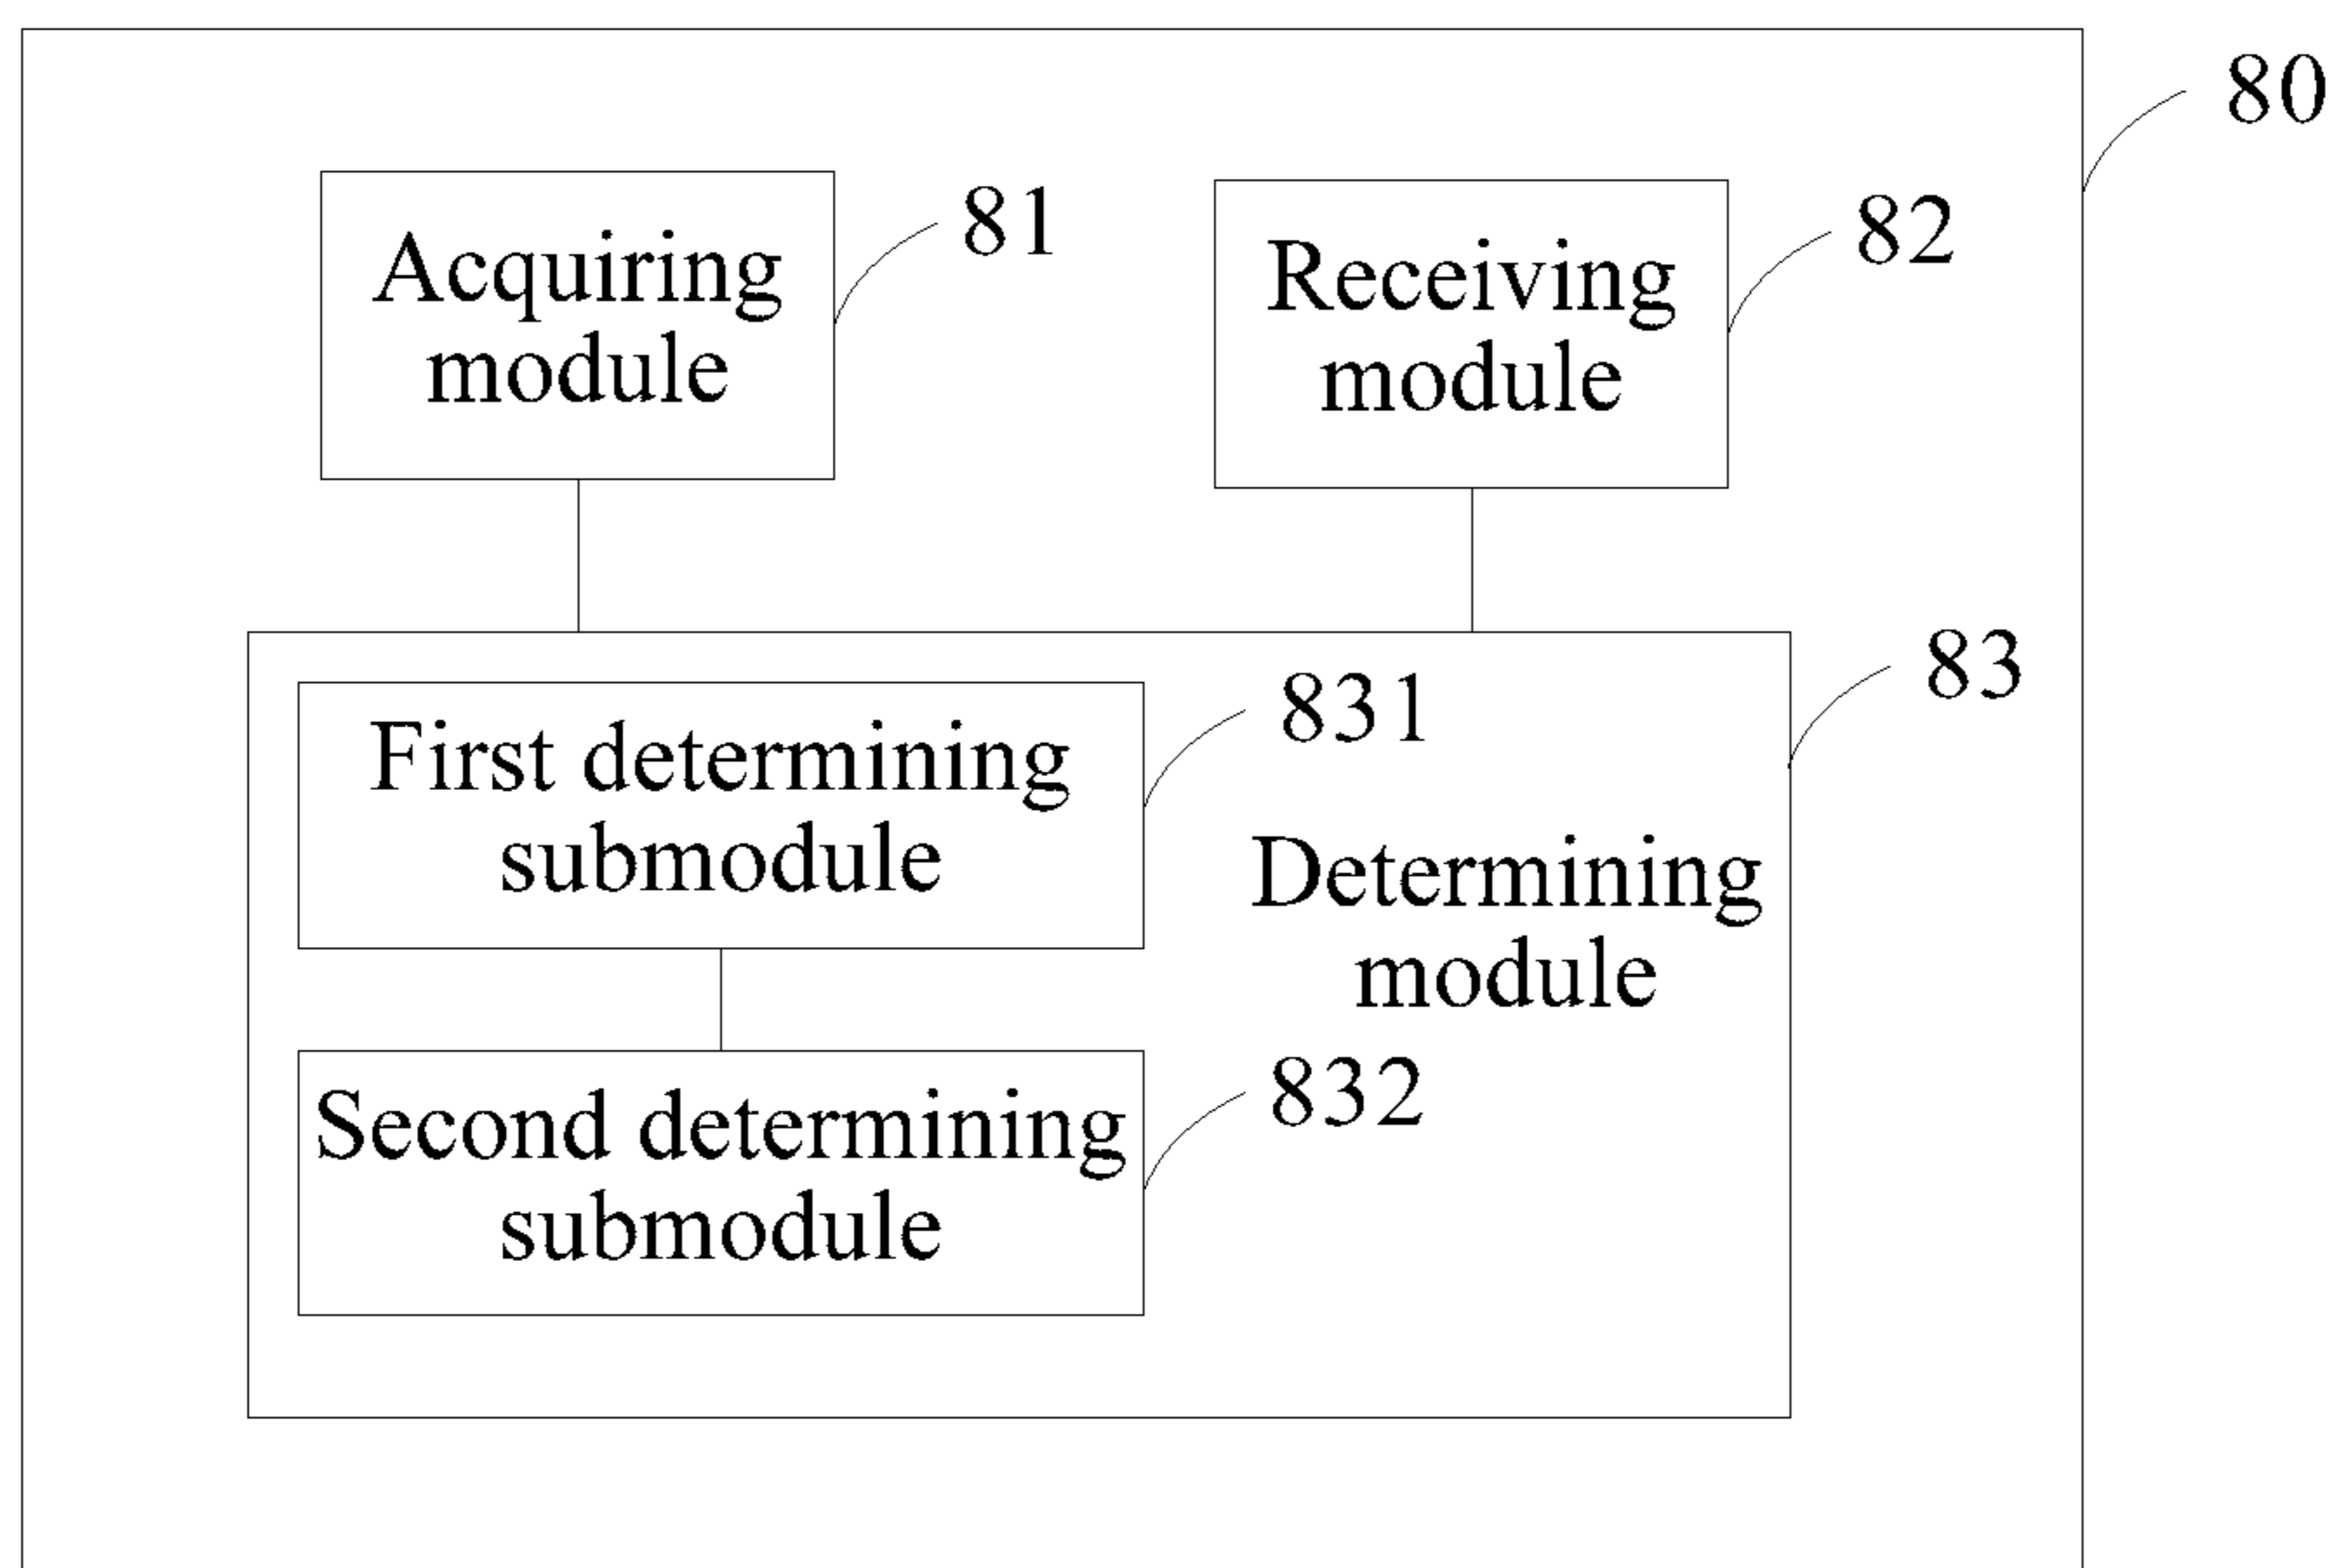 80
Acquiring
module
81
Receiving
module
82
83
First determining
submodule
831
Determining
module
Second determining
submodule
832